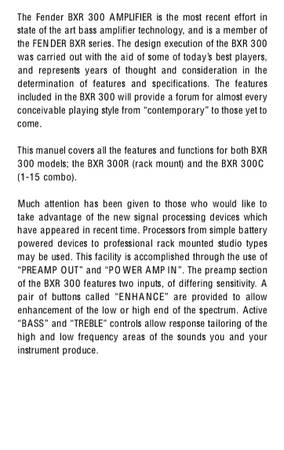 The Fender BXR 300 AMPLIFIER is the most recent effort in
state of the art bass amplifier technology, and is a member of
the FENDER BXR series. The design execution of the BXR 300
was carried out with the aid of some of today's best players,
and represents years of thought and consideration in the
determination of features and specifications. The features
included in the BXR 300 will provide a forum for almost every
conceivable playing style from “contemporary” to those yet to
come.
This manuel covers all the features and functions for both BXR
300 models; the BXR 300R (rack mount) and the BXR 300C
(1-15 combo).
Much attention has been given to those who would like to
take advantage of the new signal processing devices which
have appeared in recent time. Processors from simple battery
powered devices to professional rack mounted studio types
may be used. This facility is accomplished through the use of
“PREAMP OUT” and “POWER AMP IN”. The preamp section
of the BXR 300 features two inputs, of differing sensitivity. A
pair of buttons called “ENHANCE” are provided to allow
enhancement of the low or high end of the spectrum. Active
“BASS” and “TREBLE” controls allow response tailoring of the
high and low frequency areas of the sounds you and your
instrument produce.